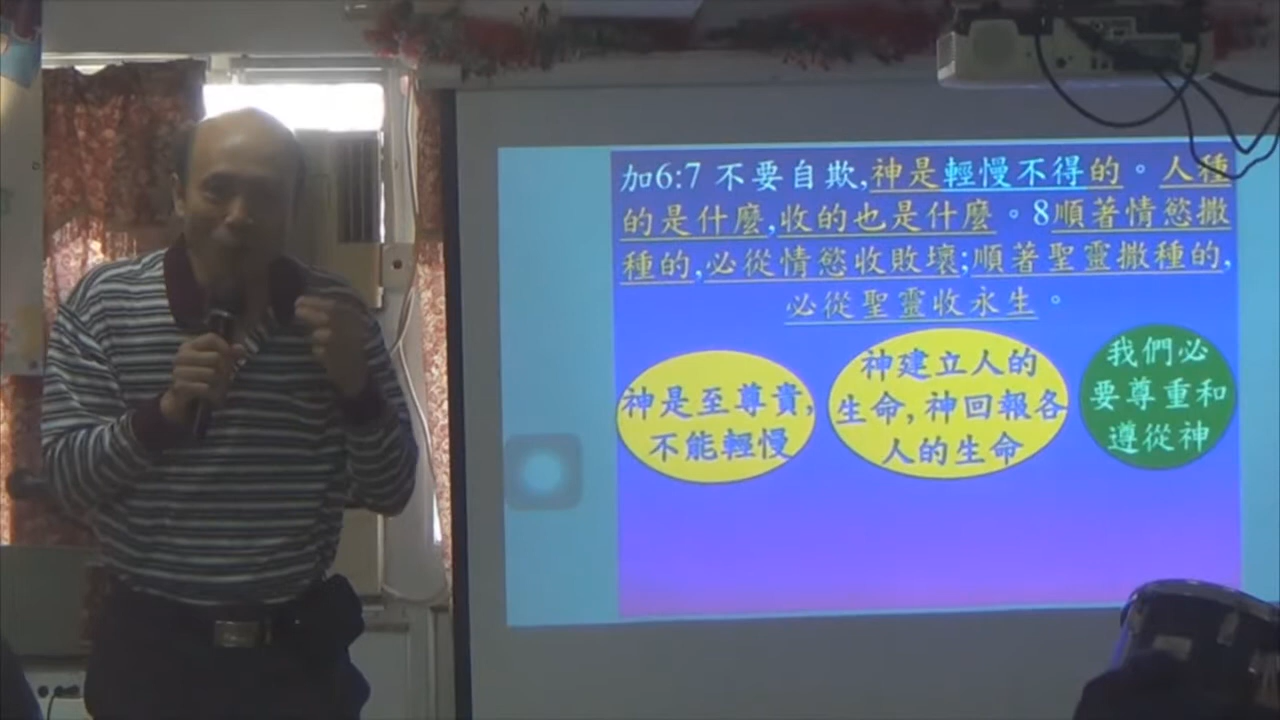 加6:7 不要自欺,神是輕慢不得的。人種
的是什麼,收的也是什麼。8順著情慾撒
種的,必從情慾收敗壞;順著聖靈撒種的,
必從聖靈收永生。
神是至尊貴,
不能輕慢
神建立人的
生命,神回報各
人的生命
我們必
要尊重和
遵從神